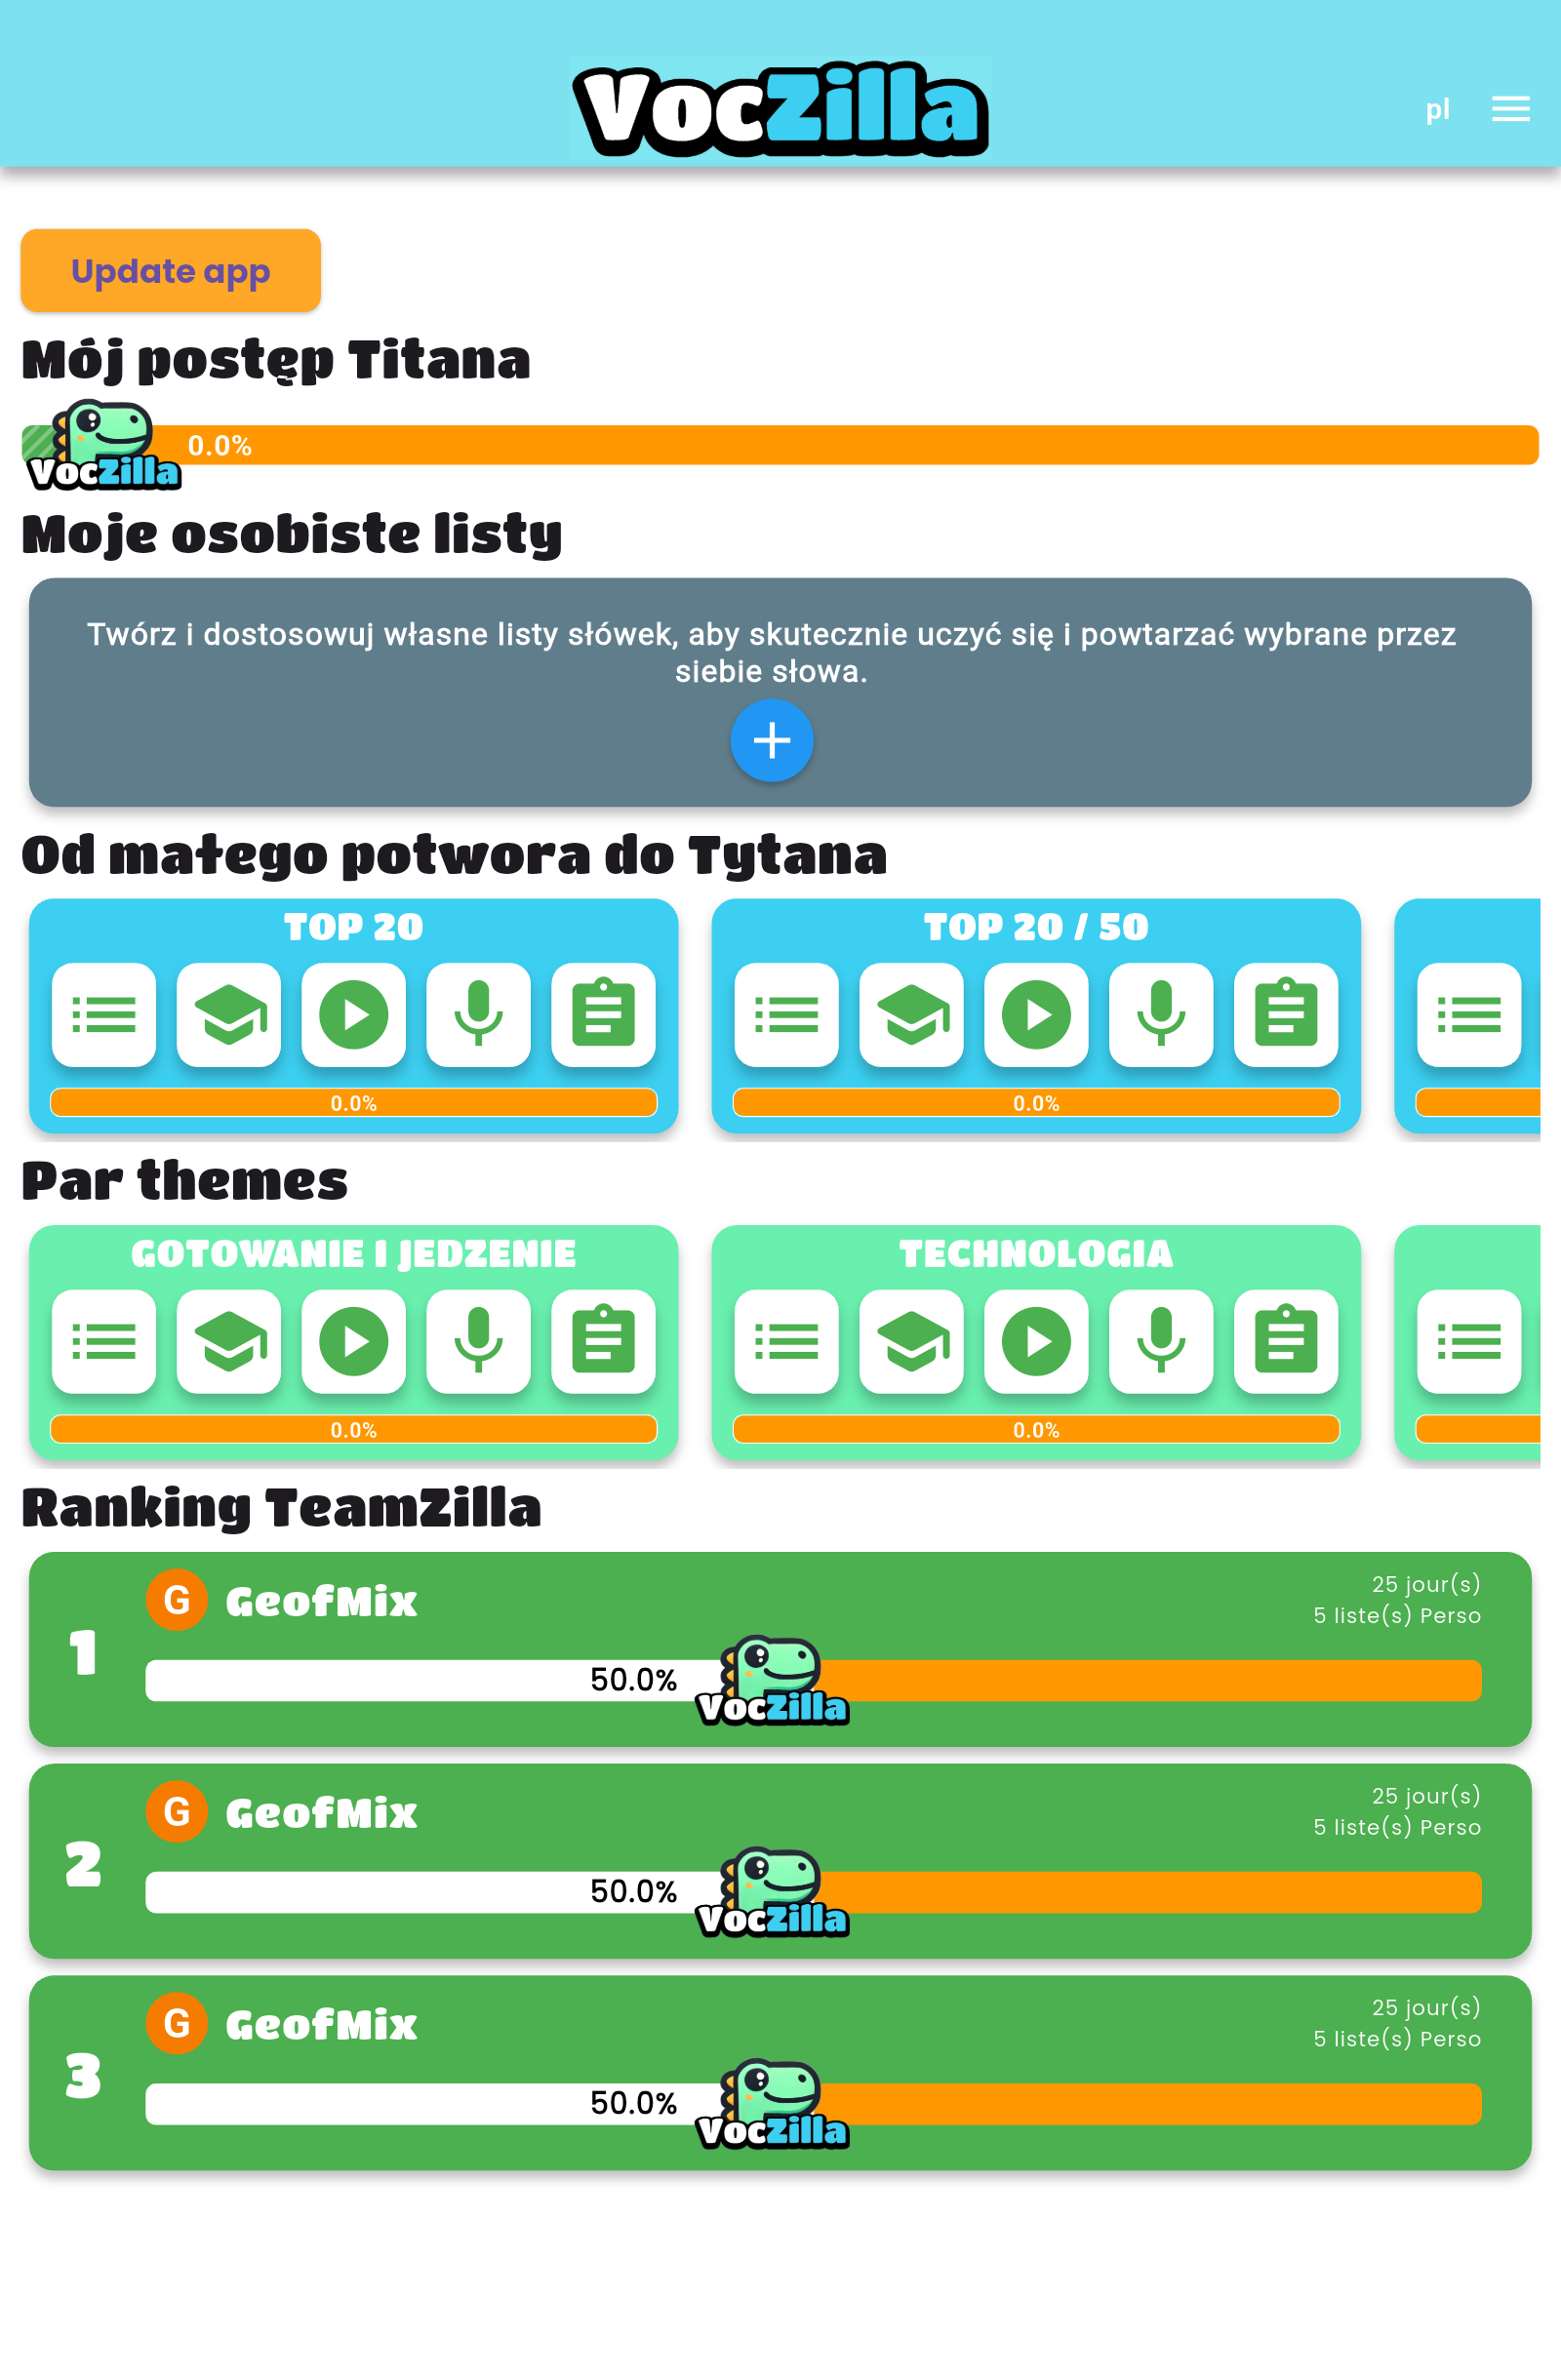 VocZilla
pl
Update app
Mój postęp Titana
0.0%
VocZilla
Moje osobiste listy
Twórz i dostosowuj własne listy słówek, aby skutecznie uczyć się i powtarzać wybrane przez
siebie słowa.
Od małego potwora do Tytana
TOP 20
TOP 20 / 50
0.0%
0.0%
Par themes
GOTOWANIE I JEDZENIE
TECHNOLOGIA
0.0%
0.0%
Ranking TeamZilla
1
G
GeofMix
25 jour(s)
5 liste(s) Perso
50.0%
VocZilla
2
G
GeofMix
25 jour(s)
5 liste(s) Perso
50.0%
VocZilla
3
G
GeofMix
25 jour(s)
5 liste(s) Perso
50.0%
VocZilla